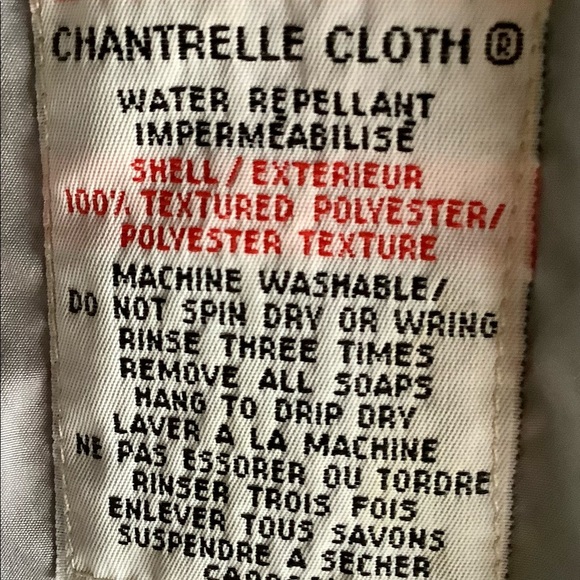 CHANTRELLE CLOTH ®
WATER REPELLANT
IMPERMÉABILISÉ
SHELL / EXTERIEUR
100% TEXTURED POLYESTER/
POLYESTER TEXTURE
MACHINE WASHABLE/
DO NOT SPIN DRY OR WRING
RINSE THREE TIMES
REMOVE ALL SOAPS
HANG TO DRIP DRY
LAVER A LA MACHINE
NE PAS ESSORER OU TORDRE
RINSER TROIS FOIS
ENLEVER TOUS SAVONS
SUSPENDRE A SECHER